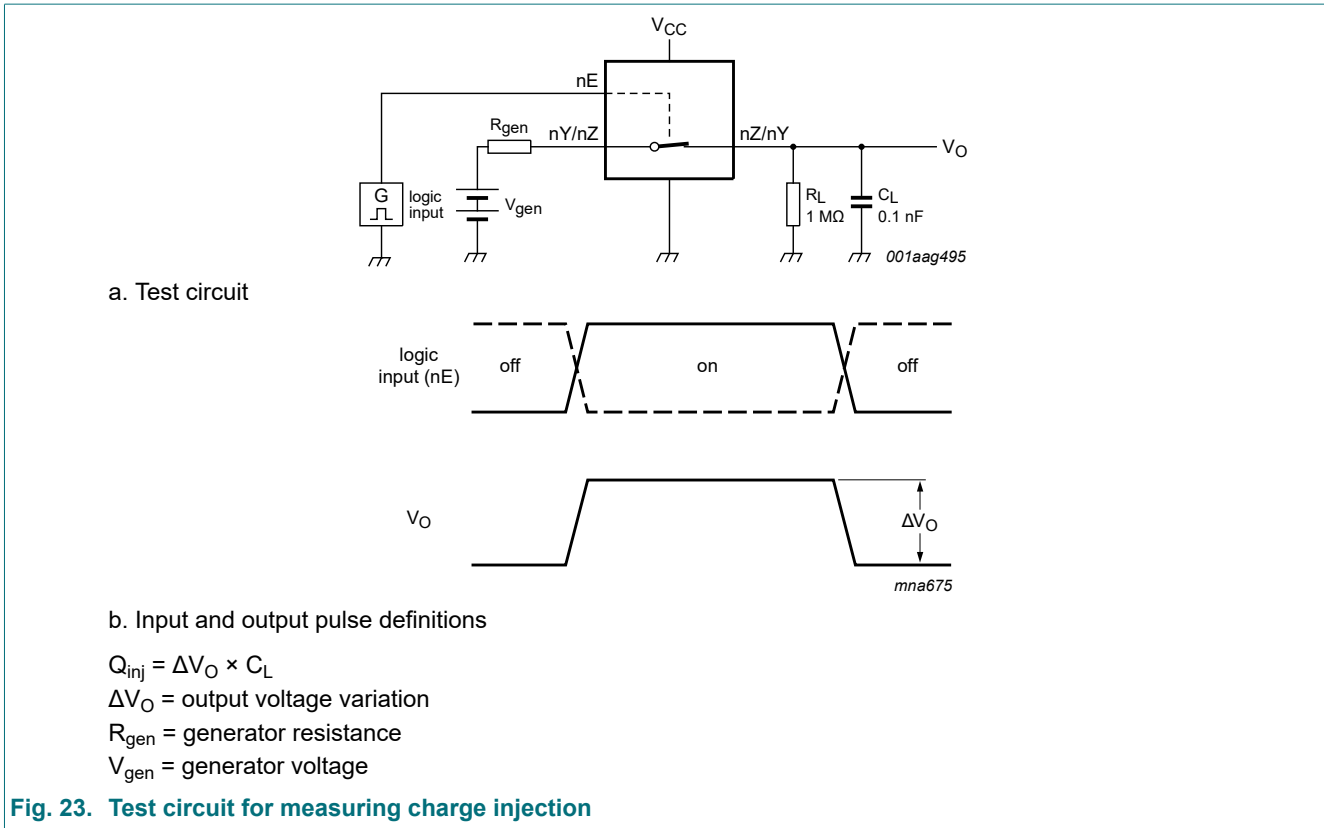 VCC
nE
Rgen
nY/nZ
nZ/nY
VO
G
logic
input
Vgen
RL
1 MΩ
CL
0.1 nF
001aag495
a. Test circuit
logic
input (nE)
off
on
off
VO
ΔVO
mna675
b. Input and output pulse definitions
Qinj = ΔVO × CL
ΔVO = output voltage variation
Rgen = generator resistance
Vgen = generator voltage
Fig. 23. Test circuit for measuring charge injection